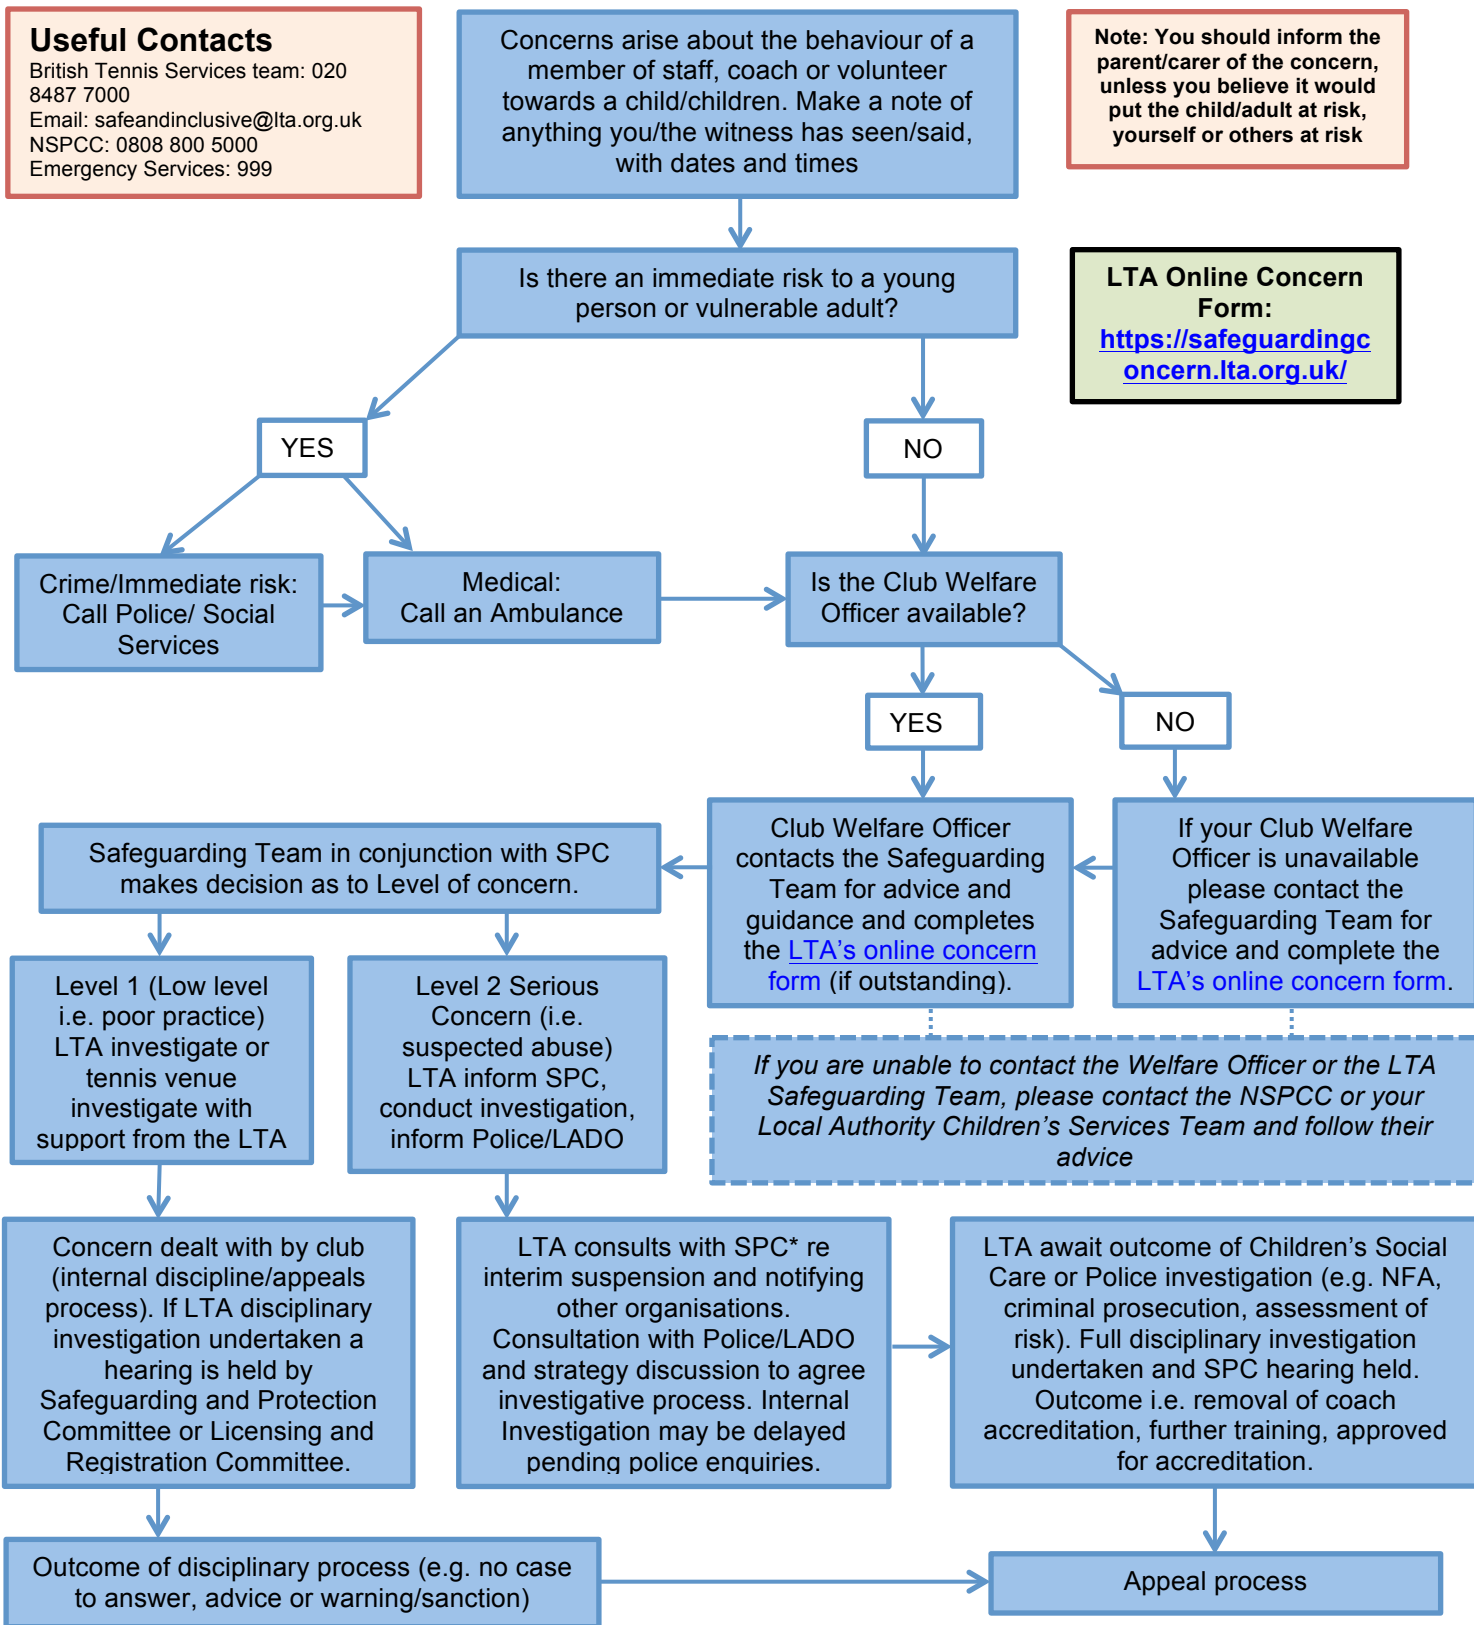 Useful Contacts
British Tennis Services team: 020
8487 7000
Email: safeandinclusive@lta.org.uk
NSPCC: 0808 800 5000
Emergency Services: 999
Concerns arise about the behaviour of a
member of staff, coach or volunteer
towards a child/children. Make a note of
anything you/the witness has seen/said,
with dates and times
Note: You should inform the
parent/carer of the concern,
unless you believe it would
put the child/adult at risk,
yourself or others at risk
Is there an immediate risk to a young
person or vulnerable adult?
LTA Online Concern
Form:
https://safeguardingc
oncern.lta.org.uk/
YES
NO
Crime/Immediate risk:
Call Police/ Social
Services
Medical:
Call an Ambulance
Is the Club Welfare
Officer available?
YES
NO
Safeguarding Team in conjunction with SPC
makes decision as to Level of concern.
Club Welfare Officer
contacts the Safeguarding
Team for advice and
guidance and completes
the LTA's online concern
form (if outstanding).
If your Club Welfare
Officer is unavailable
please contact the
Safeguarding Team for
advice and complete the
LTA's online concern form.
Level 1 (Low level
i.e. poor practice)
LTA investigate or
tennis venue
investigate with
support from the LTA
Level 2 Serious
Concern (i.e.
suspected abuse)
LTA inform SPC,
conduct investigation,
inform Police/LADO
If you are unable to contact the Welfare Officer or the LTA
Safeguarding Team, please contact the NSPCC or your
Local Authority Children's Services Team and follow their
advice
Concern dealt with by club
(internal discipline/appeals
process). If LTA disciplinary
investigation undertaken a
hearing is held by
Safeguarding and Protection
Committee or Licensing and
Registration Committee.
LTA consults with SPC* re
interim suspension and notifying
other organisations.
Consultation with Police/LADO
and strategy discussion to agree
investigative process. Internal
Investigation may be delayed
pending police enquiries.
LTA await outcome of Children's Social
Care or Police investigation (e.g. NFA,
criminal prosecution, assessment of
risk). Full disciplinary investigation
undertaken and SPC hearing held.
Outcome i.e. removal of coach
accreditation, further training, approved
for accreditation.
Outcome of disciplinary process (e.g. no case
to answer, advice or warning/sanction)
Appeal process